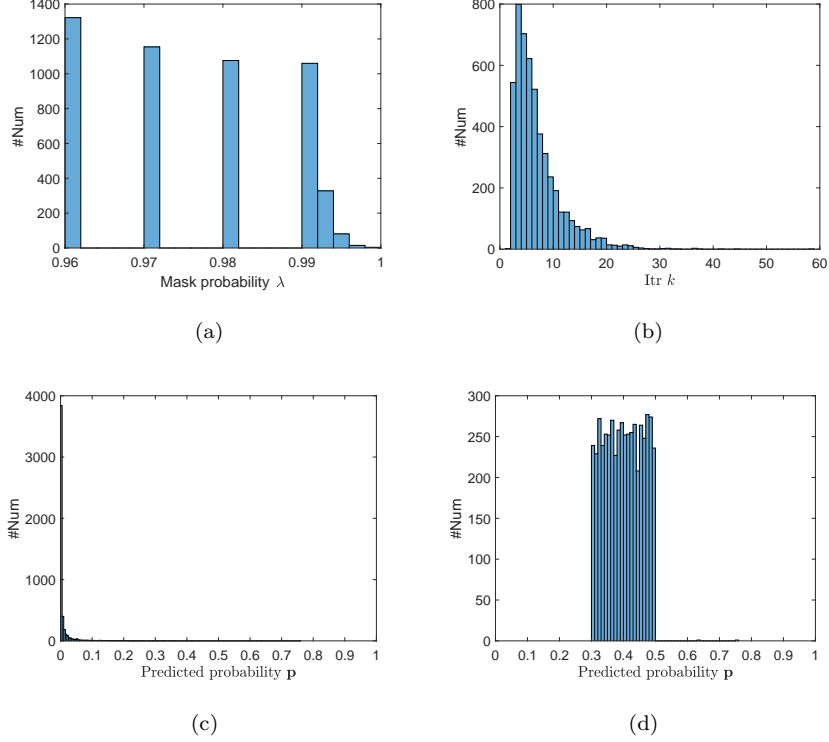 1400
1200
1000
800
600
400
200
0
#Num
0.96 0.97 0.98 0.99 1
Mask probability λ
(a)
800
600
400
200
0
#Num
0 10 20 30 40 50 60
Itr k
(b)
4000
3000
2000
1000
0
#Num
0 0.1 0.2 0.3 0.4 0.5 0.6 0.7 0.8 0.9 1
Predicted probability p
(c)
300
250
200
150
100
50
0
#Num
0 0.1 0.2 0.3 0.4 0.5 0.6 0.7 0.8 0.9 1
Predicted probability p
(d)